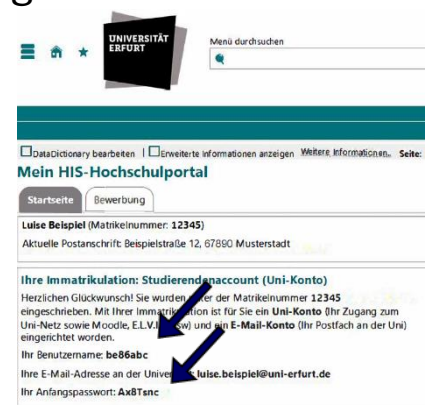 UNIVERSITÄT
ERFURT
Menü durchsuchen
DataDictionary bearbeiten | Erweiterte Informationen anzeigen Weitere Informationen. Seite:
Mein HIS-Hochschulportal
Startseite Bewerbung
Luise Beispiel (Matrikelnummer: 12345)
Aktuelle Postanschrift: Beispielstraße 12, 67890 Musterstadt
Ihre Immatrikulation: Studierendenaccount (Uni-Konto)
Herzlichen Glückwunsch! Sie wurden unter der Matrikelnummer 12345
eingeschrieben. Mit Ihrer Immatrikulation ist für Sie ein Uni-Konto (Ihr Zugang zum
Uni-Netz sowie Moodle, E.L.V.I.S usw) und ein E-Mail-Konto (Ihr Postfach an der Uni)
eingerichtet worden.
Ihr Benutzername: be86abc
Ihre E-Mail-Adresse an der Universität: luise.beispiel@uni-erfurt.de
Ihr Anfangspasswort: Ax8Tsnc